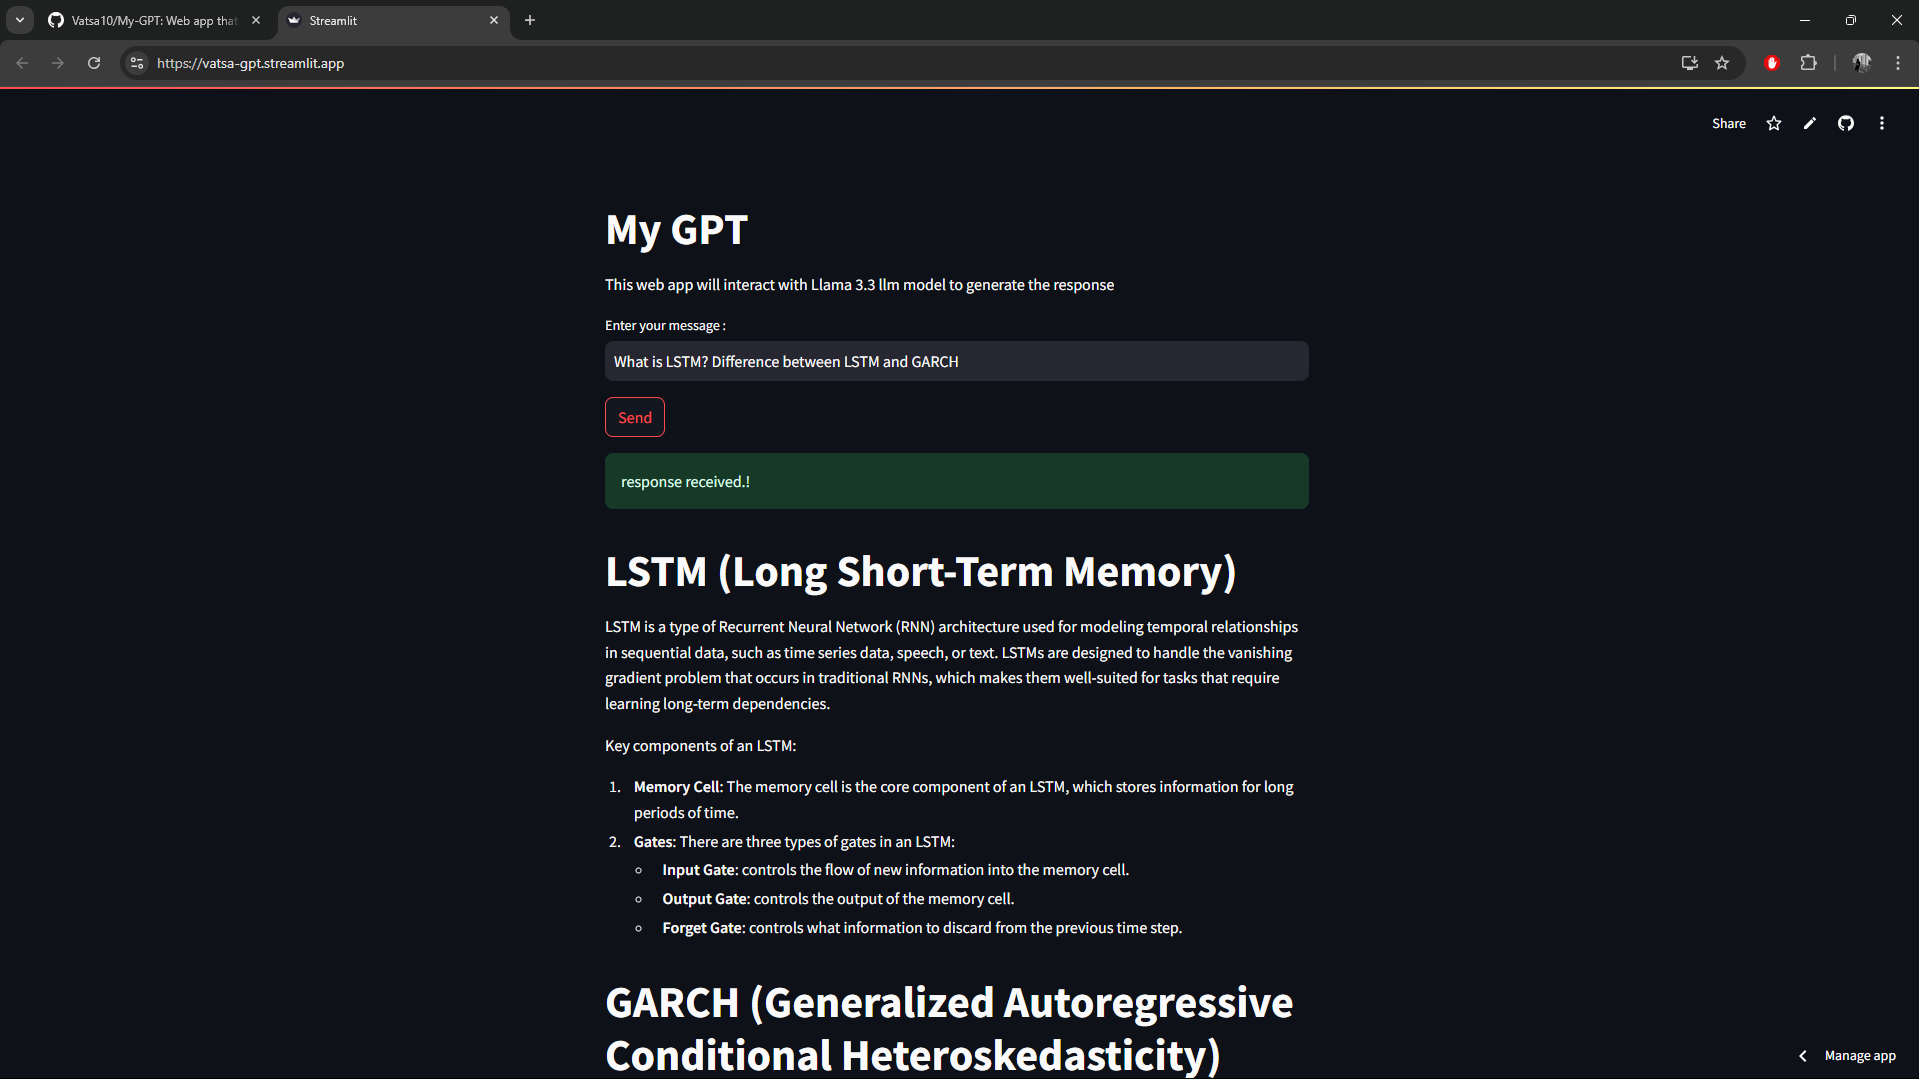 Vatsa10/My-GPT: Web app that
Streamlit
https://vatsa-gpt.streamlit.app
Share
My GPT
This web app will interact with Llama 3.3 llm model to generate the response
Enter your message :
What is LSTM? Difference between LSTM and GARCH
Send
response received.!
LSTM (Long Short-Term Memory)
LSTM is a type of Recurrent Neural Network (RNN) architecture used for modeling temporal relationships
in sequential data, such as time series data, speech, or text. LSTMs are designed to handle the vanishing
gradient problem that occurs in traditional RNNs, which makes them well-suited for tasks that require
learning long-term dependencies.
Key components of an LSTM:
1. Memory Cell: The memory cell is the core component of an LSTM, which stores information for long
periods of time.
2. Gates: There are three types of gates in an LSTM:
Input Gate: controls the flow of new information into the memory cell.
Output Gate: controls the output of the memory cell.
Forget Gate: controls what information to discard from the previous time step.
GARCH (Generalized Autoregressive
Conditional Heteroskedasticity)
Manage app